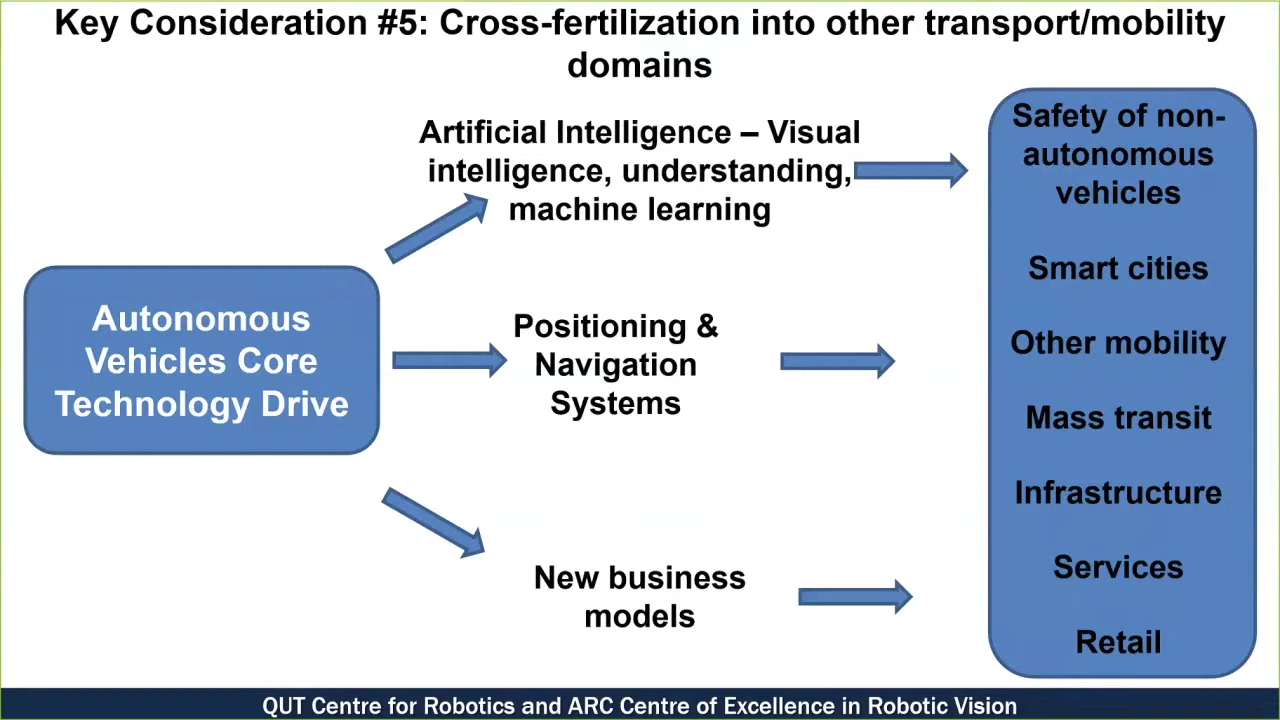 Key Consideration #5: Cross-fertilization into other transport/mobility
domains
Artificial Intelligence – Visual
intelligence, understanding,
machine learning
Autonomous
Vehicles Core
Technology Drive
Positioning &
Navigation
Systems
New business
models
Safety of non-
autonomous
vehicles
Smart cities
Other mobility
Mass transit
Infrastructure
Services
Retail
QUT Centre for Robotics and ARC Centre of Excellence in Robotic Vision